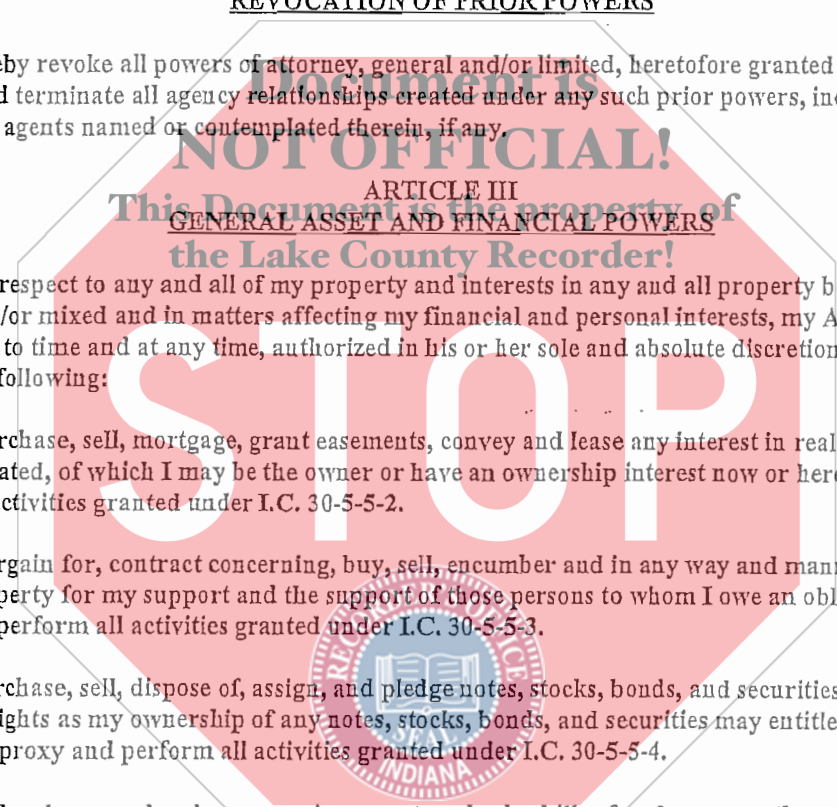 REVOCATION OF PRIOR POWERS
eby revoke all powers of attorney, general and/or limited, heretofore granted
d terminate all agency relationships created under any such prior powers, inc
agents named or contemplated therein, if any.
Document is
NOT OFFICIAL!
This Document is the property of
the Lake County Recorder!
ARTICLE III
GENERAL ASSET AND FINANCIAL POWERS
respect to any and all of my property and interests in any and all property b
/or mixed and in matters affecting my financial and personal interests, my A
to time and at any time, authorized in his or her sole and absolute discretion
following:
STOP
rchase, sell, mortgage, grant easements, convey and lease any interest in real
ated, of which I may be the owner or have an ownership interest now or here
ctivities granted under I.C. 30-5-5-2.
rgain for, contract concerning, buy, sell, encumber and in any way and mann
perty for my support and the support of those persons to whom I owe an obl
perform all activities granted under I.C. 30-5-5-3.
rchase, sell, dispose of, assign, and pledge notes, stocks, bonds, and securities
ights as my ownership of any notes, stocks, bonds, and securities may entitle
proxy and perform all activities granted under I.C. 30-5-5-4.
RECORDER'S OFFICE
SEAL
INDIANA